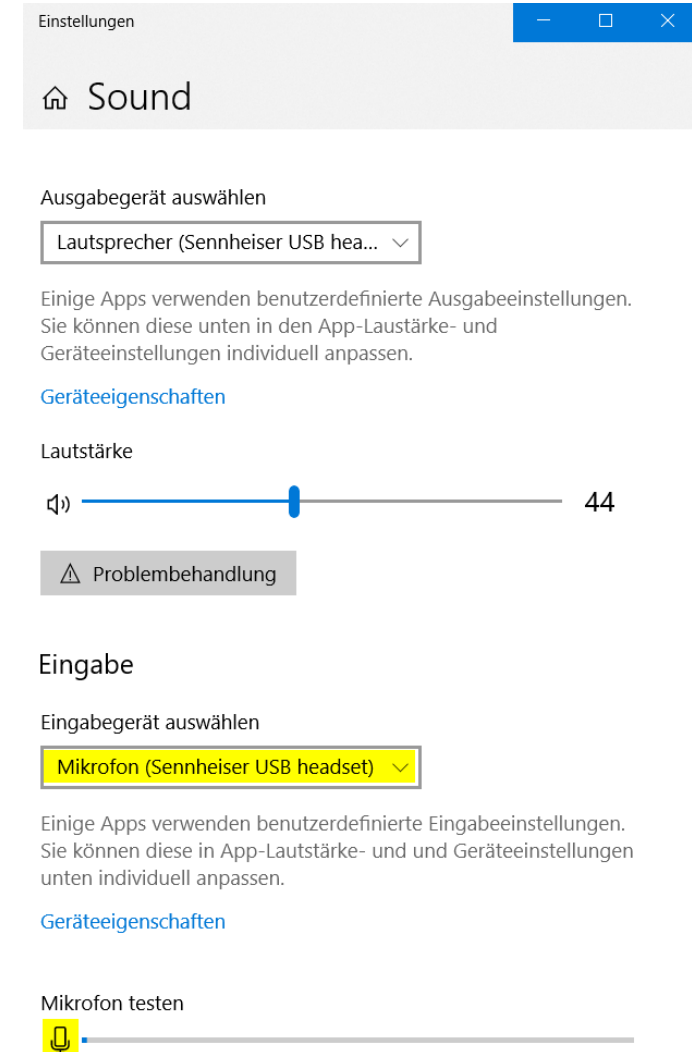 Einstellungen
Sound
Ausgabegerät auswählen
Lautsprecher (Sennheiser USB hea...
Einige Apps verwenden benutzerdefinierte Ausgabeeinstellungen.
Sie können diese unten in den App-Laustärke- und
Geräteeinstellungen individuell anpassen.
Geräteeigenschaften
Lautstärke
44
Problembehandlung
Eingabe
Eingabegerät auswählen
Mikrofon (Sennheiser USB headset)
Einige Apps verwenden benutzerdefinierte Eingabeeinstellungen.
Sie können diese in App-Lautstärke- und und Geräteeinstellungen
unten individuell anpassen.
Geräteeigenschaften
Mikrofon testen